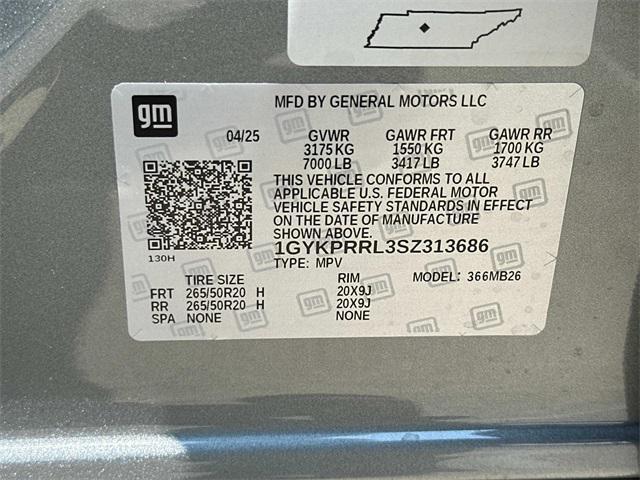 gm
MFD BY GENERAL MOTORS LLC
04/25 GVWR GAWR FRT GAWR RR
3175 KG 1550 KG 1700 KG
7000 LB 3417 LB 3747 LB
THIS VEHICLE CONFORMS TO ALL
APPLICABLE U.S. FEDERAL MOTOR
VEHICLE SAFETY STANDARDS IN EFFECT
ON THE DATE OF MANUFACTURE
SHOWN ABOVE.
130H
1GYKPRRL3SZ313686
TYPE: MPV
TIRE SIZE RIM MODEL: 366MB26
FRT 265/50R20 H 20X9J
RR 265/50R20 H 20X9J
SPA NONE NONE